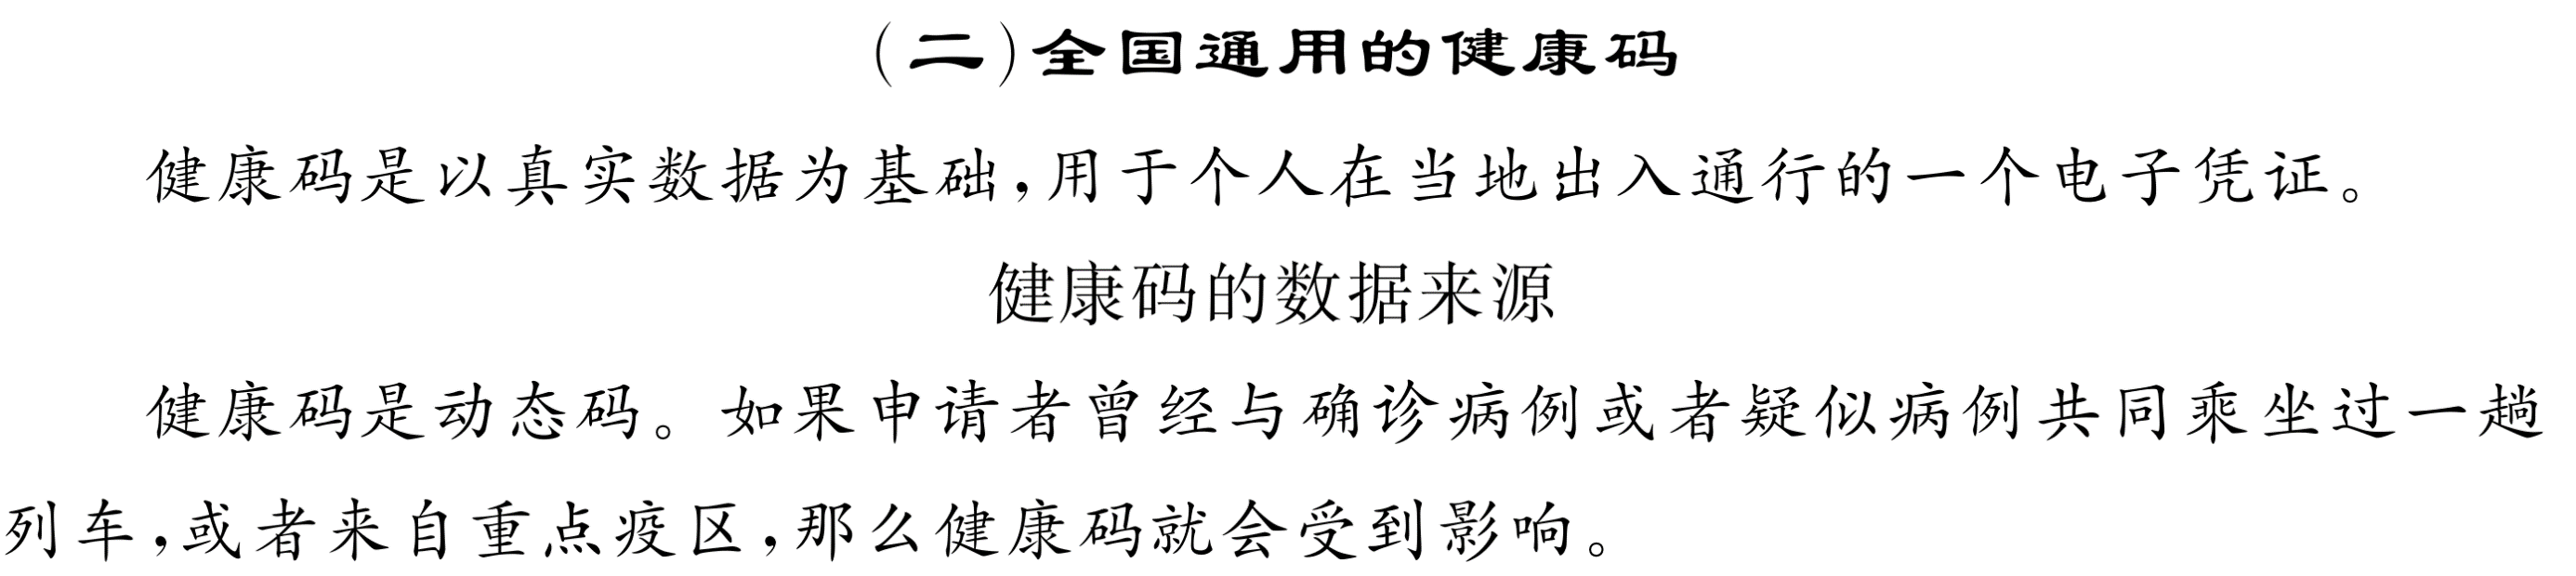 (二)全国通用的健康码
健康码是以真实数据为基础,用于个人在当地出入通行的一个电子凭证。
健康码的数据来源
健康码是动态码。如果申请者曾经与确诊病例或者疑似病例共同乘坐过一趟
列车,或者来自重点疫区,那么健康码就会受到影响。